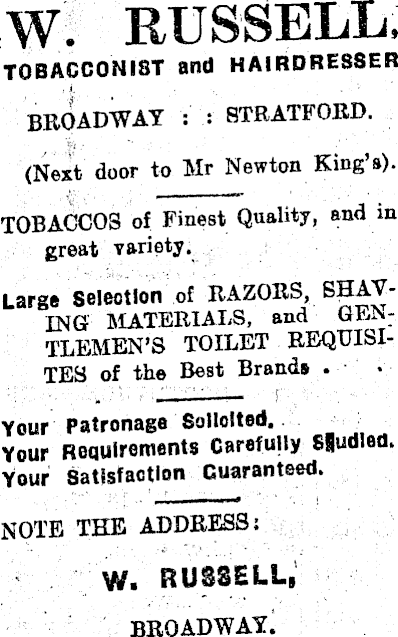 W. RUSSELL,
TOBACCONIST and HAIRDRESSER
BROADWAY : : STRATFORD.
(Next door to Mr Newton King's).
TOBACCOS of Finest Quality, and in
great variety.
Large Selection of RAZORS, SHAV-
ING MATERIALS, and GEN-
TLEMEN'S TOILET REQUISI-
TES of the Best Brands . .
Your Patronage Solicited.
Your Requirements Carefully Studied.
Your Satisfaction Guaranteed.
NOTE THE ADDRESS:
W. RUSSELL,
BROADWAY.